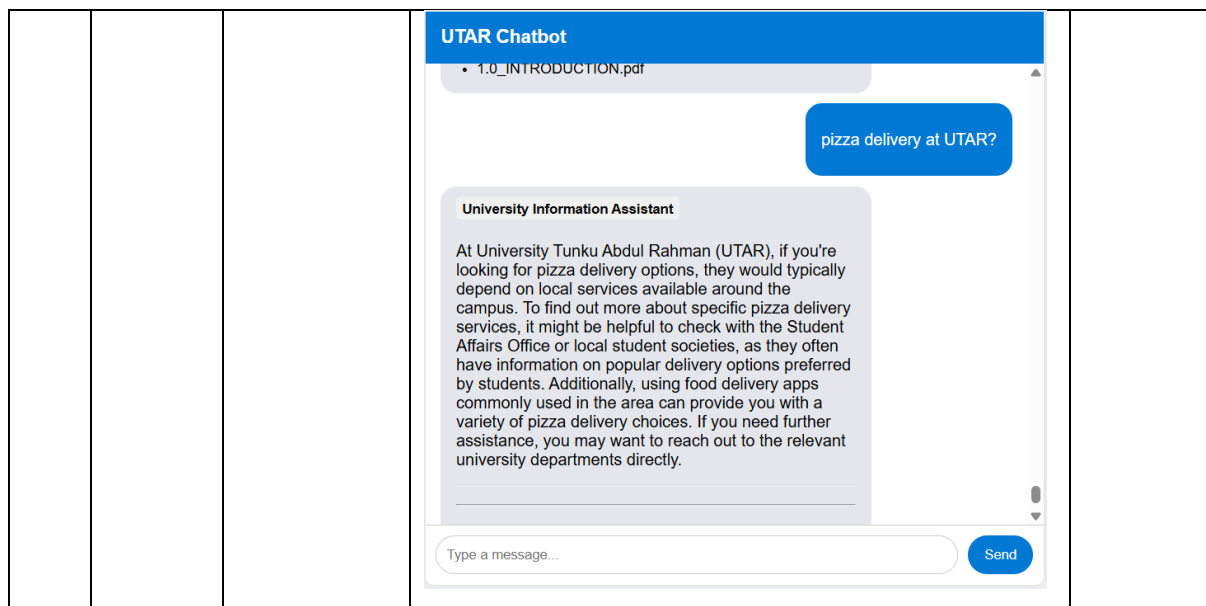 UTAR Chatbot
• 1.0_INTRODUCTION.pdf
pizza delivery at UTAR?
University Information Assistant
At University Tunku Abdul Rahman (UTAR), if you're
looking for pizza delivery options, they would typically
depend on local services available around the
campus. To find out more about specific pizza delivery
services, it might be helpful to check with the Student
Affairs Office or local student societies, as they often
have information on popular delivery options preferred
by students. Additionally, using food delivery apps
commonly used in the area can provide you with a
variety of pizza delivery choices. If you need further
assistance, you may want to reach out to the relevant
university departments directly.
Type a message...
Send